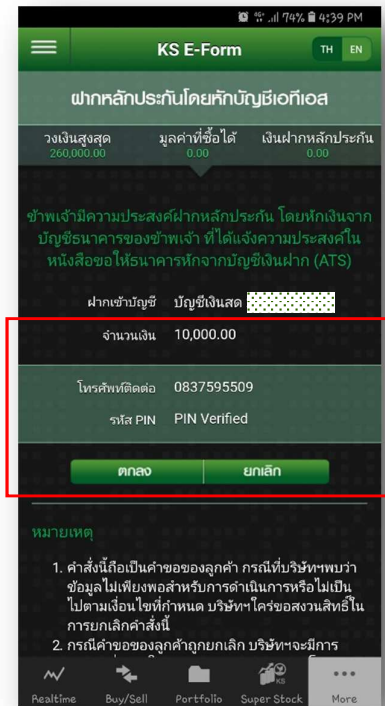 74% 4:39 PM
KS E-Form
TH EN
ฝากหลักประกันโดยหักบัญชีเอทีเอส
วงเงินสูงสุด มูลค่าที่ซื้อได้ เงินฝากหลักประกัน
260,000.00 0.00 0.00
ข้าพเจ้ามีความประสงค์ฝากหลักประกัน โดยหักเงินจาก
บัญชีธนาคารของข้าพเจ้า ที่ได้แจ้งความประสงค์ใน
หนังสือขอให้ธนาคารหักจากบัญชีเงินฝาก (ATS)
ฝากเข้าบัญชี บัญชีเงินสด
จำนวนเงิน 10,000.00
โทรศัพท์ติดต่อ 0837595509
รหัส PIN PIN Verified
ตกลง ยกเลิก
หมายเหตุ
1. คำสั่งนี้ถือเป็นคำขอของลูกค้า กรณีที่บริษัทฯพบว่า
ข้อมูลไม่เพียงพอสำหรับการดำเนินการหรือไม่เป็น
ไปตามเงื่อนไขที่กำหนด บริษัทฯใคร่ขอสงวนสิทธิ์ใน
การยกเลิกคำสั่งนี้
2. กรณีคำขอของลูกค้าถูกยกเลิก บริษัทฯจะมีการ
Realtime Buy/Sell Portfolio Super Stock More